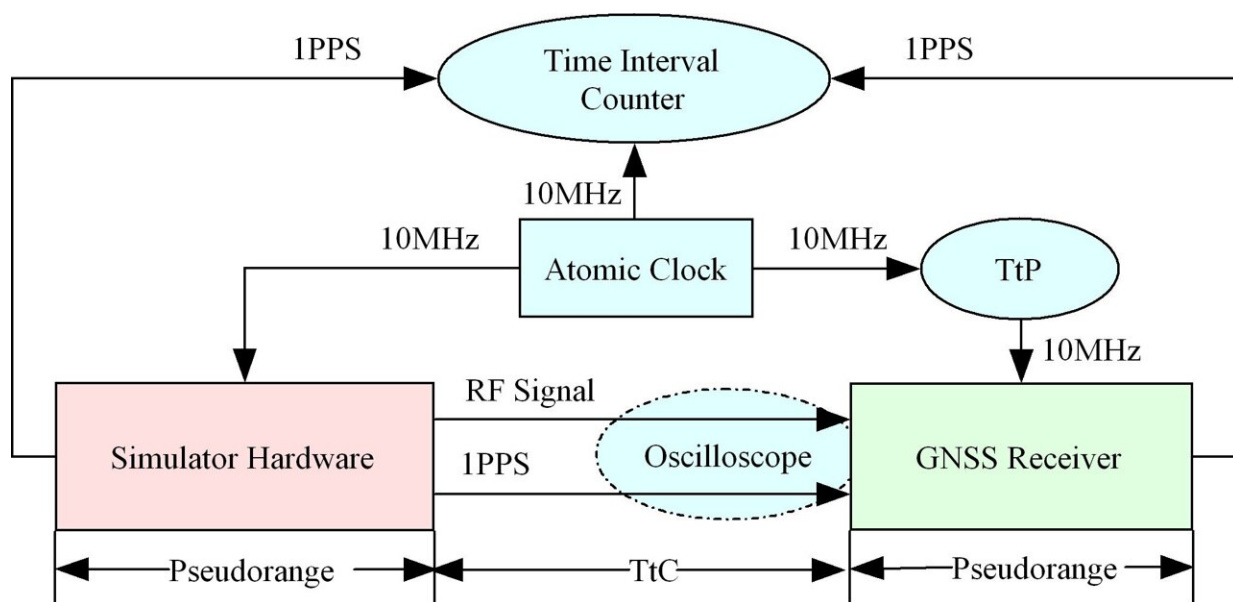 1PPS
Time Interval
Counter
1PPS
10MHz
10MHz
Atomic Clock
10MHz
TtP
10MHz
Simulator Hardware
RF Signal
1PPS
Oscilloscope
GNSS Receiver
Pseudorange
TtC
Pseudorange